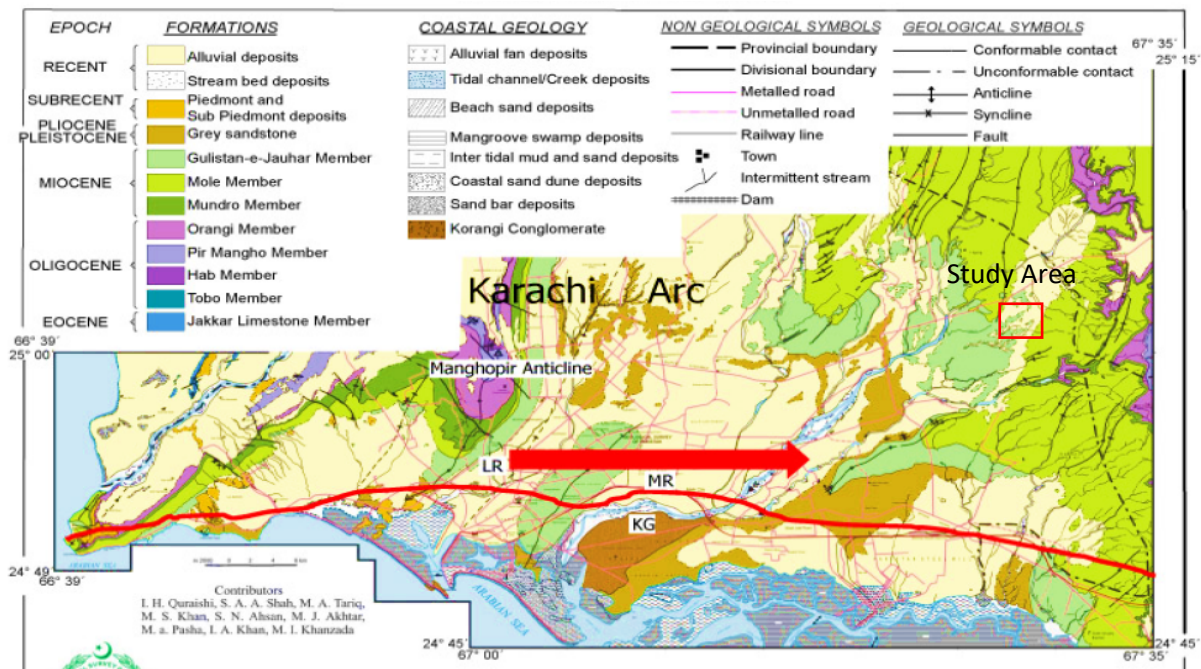 EPOCH
RECENT
SUBRECENT
PLIOCENE
PLEISTOCENE
MIOCENE
OLIGOCENE
EOCENE
FORMATIONS
Alluvial deposits
Stream bed deposits
Piedmont and
Sub Piedmont deposits
Grey sandstone
Gulistan-e-Jauhar Member
Mole Member
Mundro Member
Orangi Member
Pir Mangho Member
Hab Member
Tobo Member
Jakkar Limestone Member
COASTAL GEOLOGY
Alluvial fan deposits
Tidal channel/Creek deposits
Beach sand deposits
Mangroove swamp deposits
Inter tidal mud and sand deposits
Coastal sand dune deposits
Sand bar deposits
Korangi Conglomerate
NON GEOLOGICAL SYMBOLS
Provincial boundary
Divisional boundary
Metalled road
Unmetalled road
Railway line
Town
Intermittent stream
Dam
GEOLOGICAL SYMBOLS
Conformable contact
Unconformable contact
Anticline
Syncline
Fault
67° 35´
25° 15´
Study Area
Karachi Arc
66° 39´
25° 00´
Manghopir Anticline
LR
MR
KG
24° 49´
66° 39´
ARABIAN SEA
ARABIAN SEA
Contributors
I. H. Quraishi, S. A. A. Shah, M. A. Tariq,
M. S. Khan, S. N. Ahsan, M. J. Akhtar,
M. a. Pasha, I. A. Khan, M. I. Khanzada
24° 45´
67° 00´
24° 45´
67° 35´